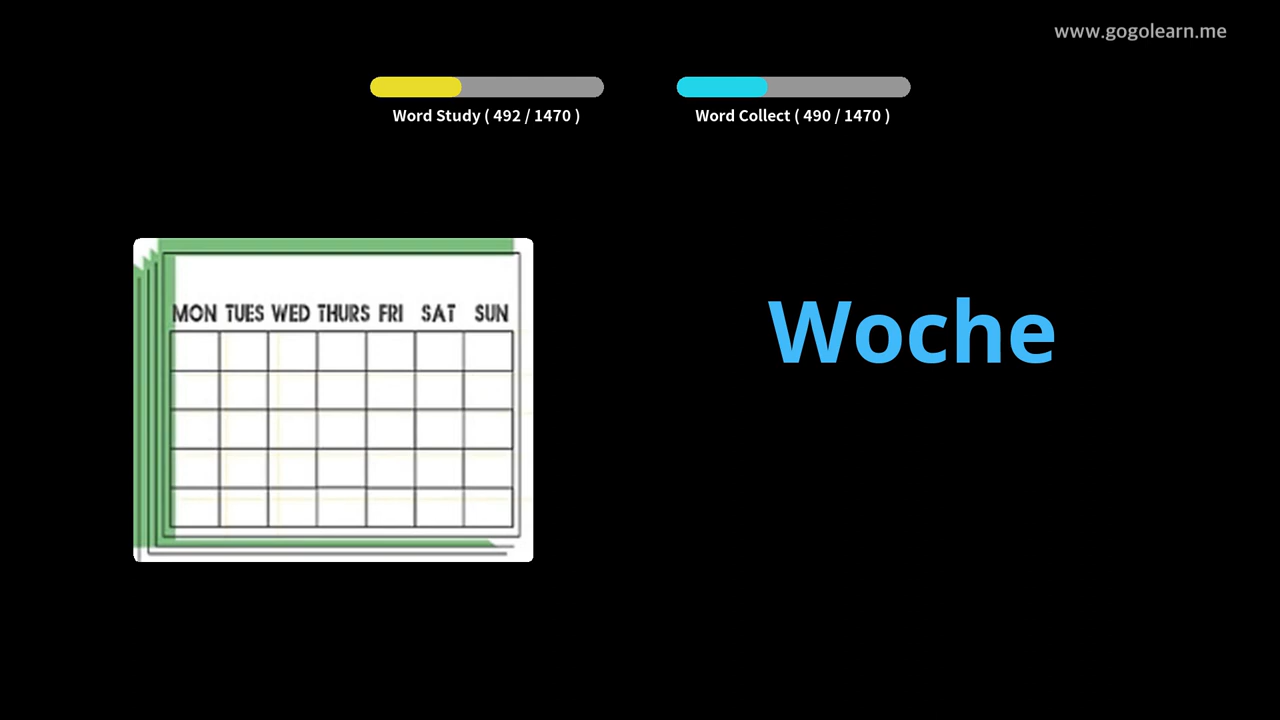 www.gogolearn.me
Word Study ( 492 / 1470 )
Word Collect ( 490 / 1470 )
MON TUES WED THURS FRI SAT SUN
Woche